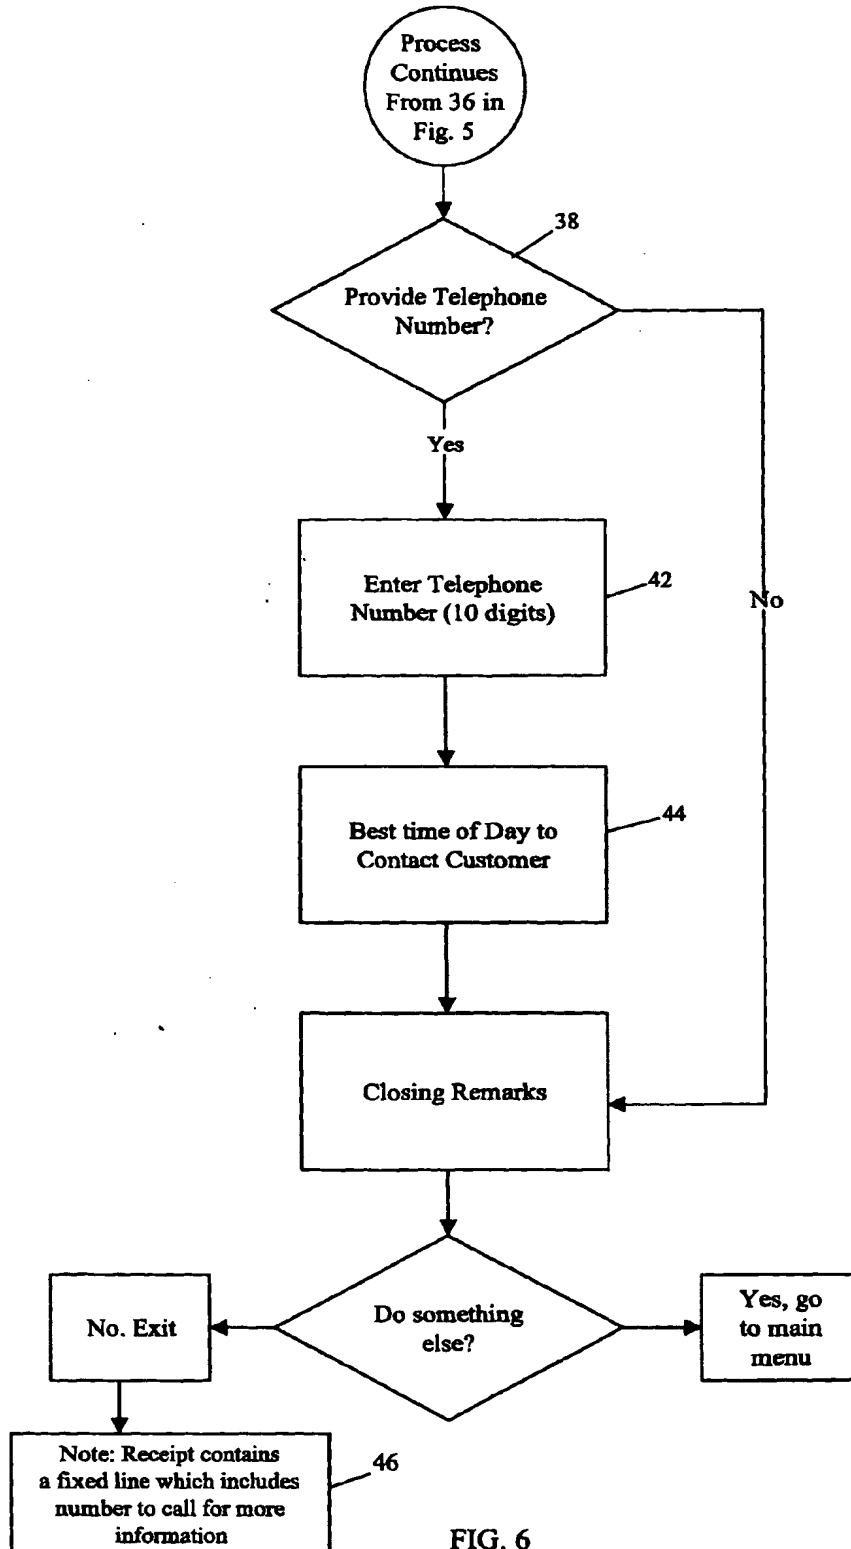 Process
Continues
From 36 in
Fig. 5
38
Provide Telephone
Number?
Yes
Enter Telephone
Number (10 digits)
42
No
Best time of Day to
Contact Customer
44
Closing Remarks
No. Exit
Do something
else?
Yes, go
to main
menu
Note: Receipt contains
a fixed line which includes
number to call for more
information
46
FIG. 6